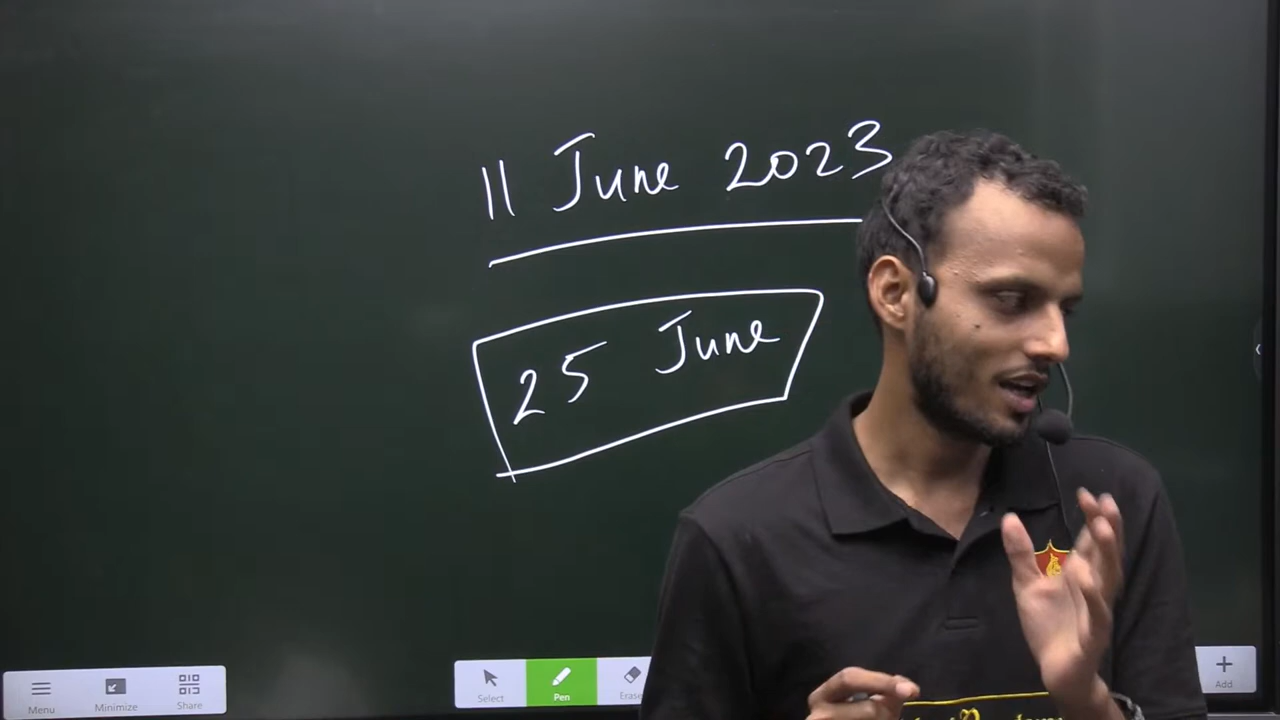 11 June 2023
25 June
Menu
Minimize
Share
Select
Pen
Add